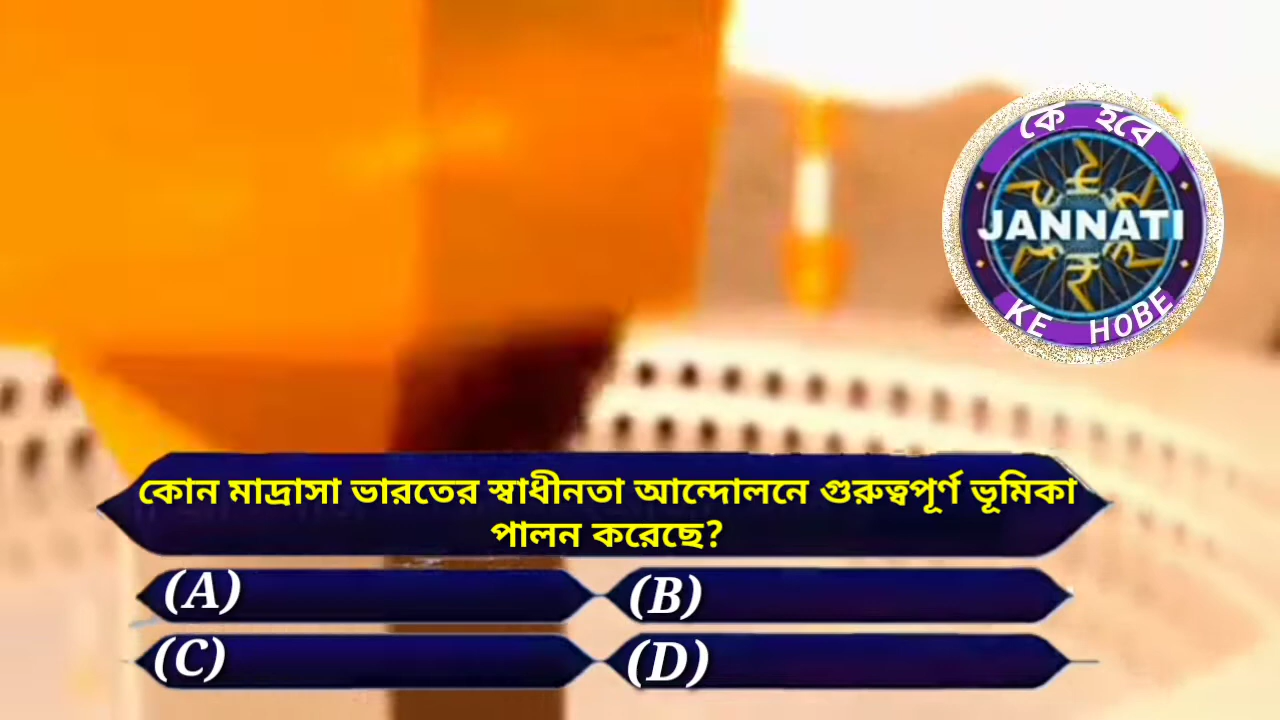 কে হবে
JANNATI
KE HOBE
কোন মাদ্রাসা ভারতের স্বাধীনতা আন্দোলনে গুরুত্বপূর্ণ ভূমিকা
পালন করেছে?
(A) (B)
(C) (D)